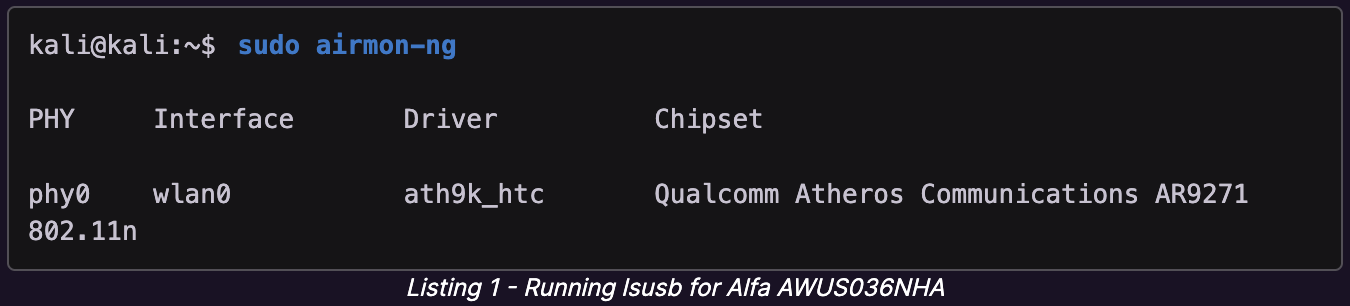 kali@kali:~$ sudo airmon-ng
PHY Interface Driver Chipset
phy0 wlan0 ath9k_htc Qualcomm Atheros Communications AR9271
802.11n
Listing 1 - Running lsusb for Alfa AWUS036NHA